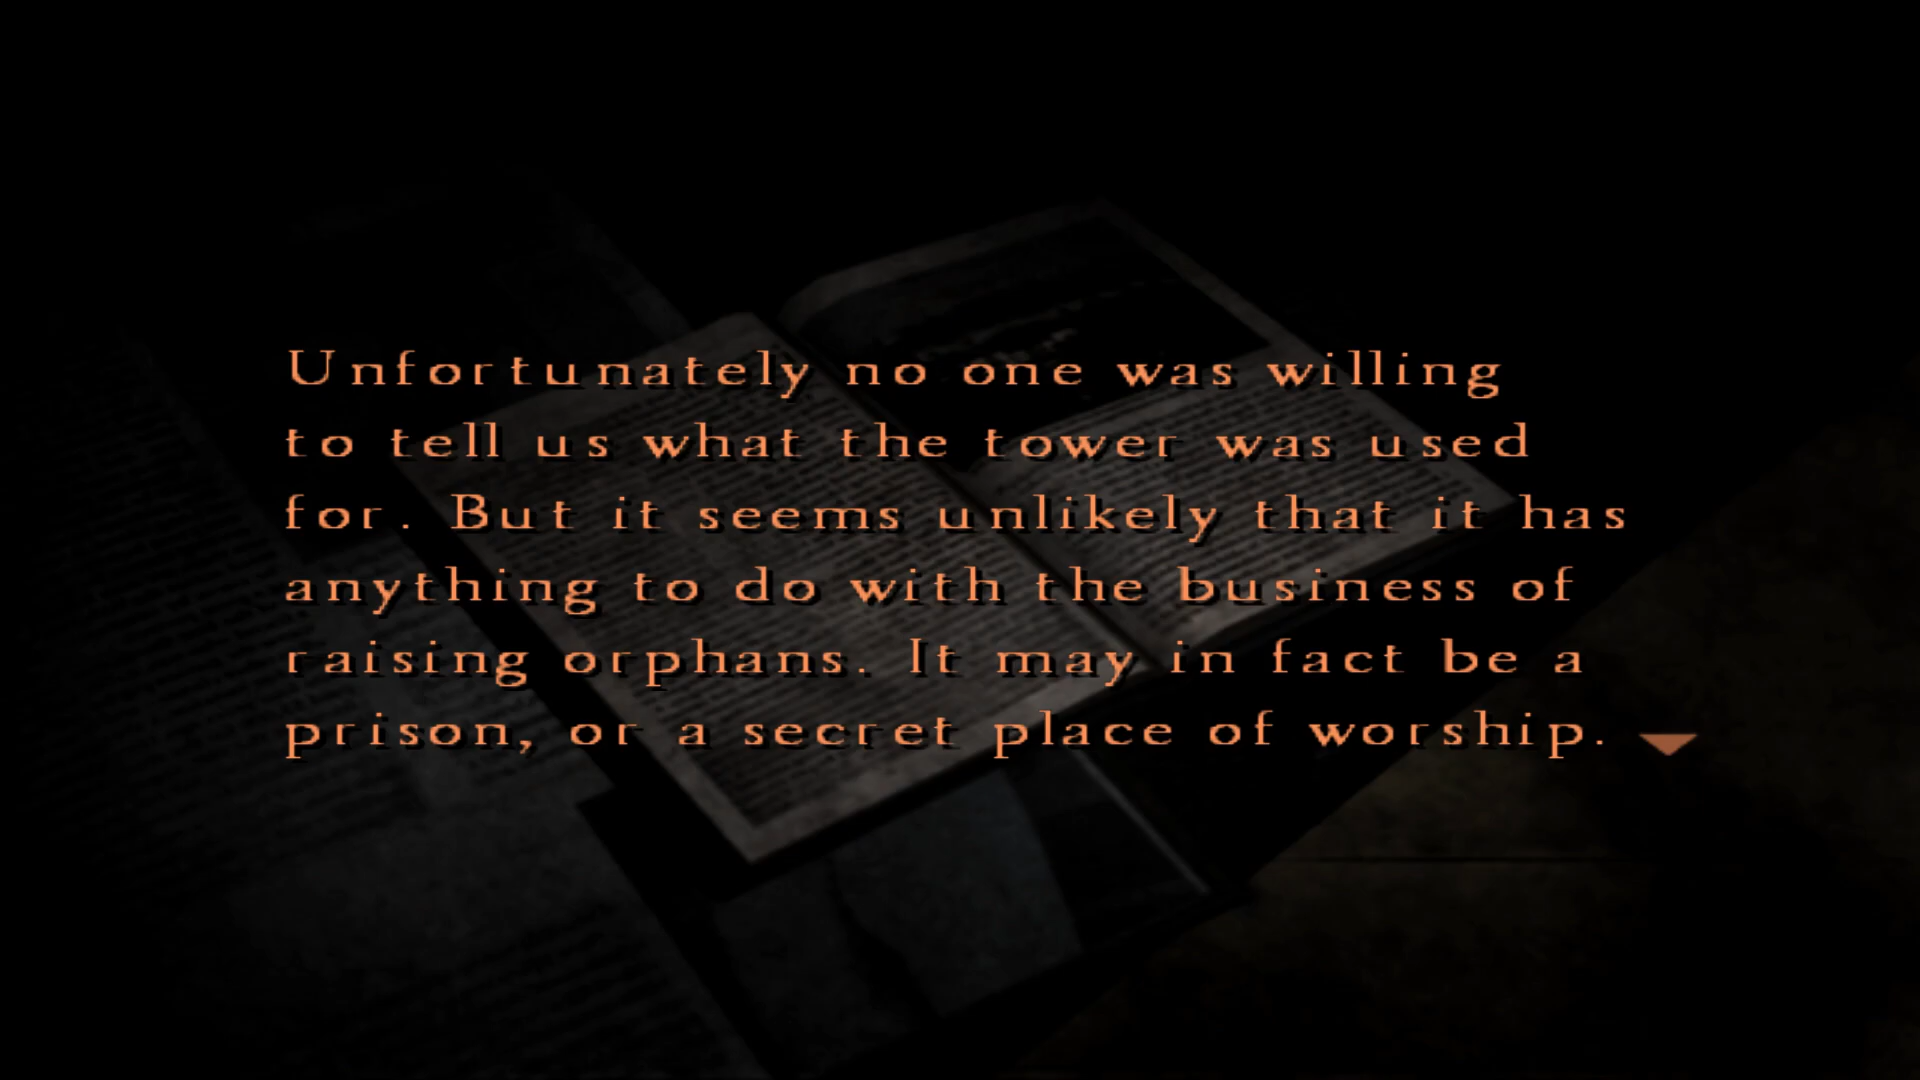 Unfortunately no one was willing
to tell us what the tower was used
for. But it seems unlikely that it has
anything to do with the business of
raising orphans. It may in fact be a
prison, or a secret place of worship.